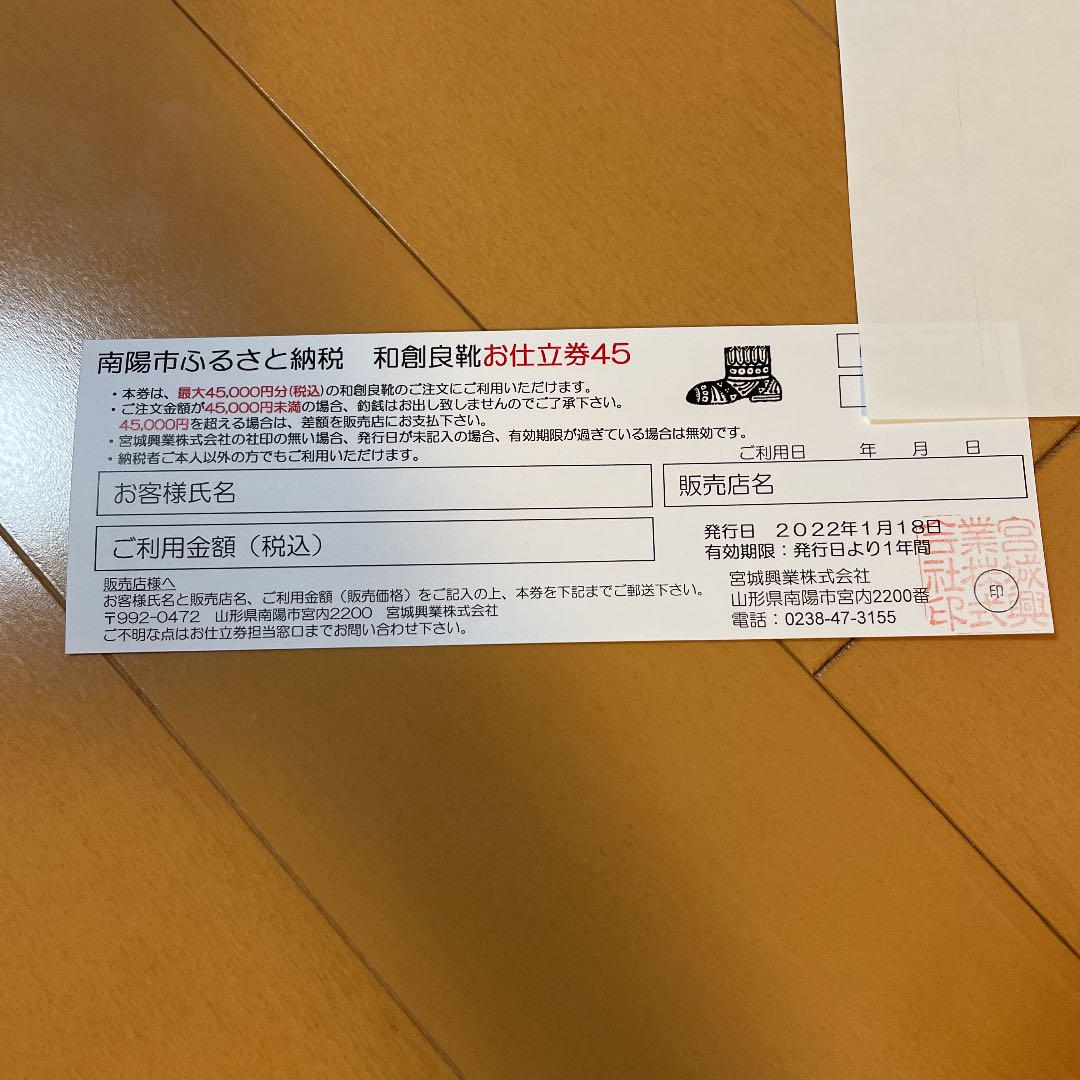 南陽市ふるさと納税　和創良靴お仕立券45
・本券は、最大45,000円分(税込)の和創良靴のご注文にご利用いただけます。
・ご注文金額が45,000円未満の場合、釣銭はお出し致しませんのでご了承下さい。
45,000円を超える場合は、差額を販売店にお支払下さい。
・宮城興業株式会社の社印の無い場合、発行日が未記入の場合、有効期限が過ぎている場合は無効です。
・納税者ご本人以外の方でもご利用いただけます。
ご利用日　　年　　月　　日
お客様氏名
販売店名
ご利用金額（税込）
発行日　２０２２年１月１８日
有効期限：発行日より１年間
販売店様へ
お客様氏名と販売店名、ご利用金額（販売価格）をご記入の上、本券を下記までご郵送下さい。
〒992-0472　山形県南陽市宮内2200　宮城興業株式会社
ご不明な点はお仕立券担当窓口までお問い合わせ下さい。
宮城興業株式会社
山形県南陽市宮内2200番
電話：0238-47-3155
印
宮城興
業株式
会社印